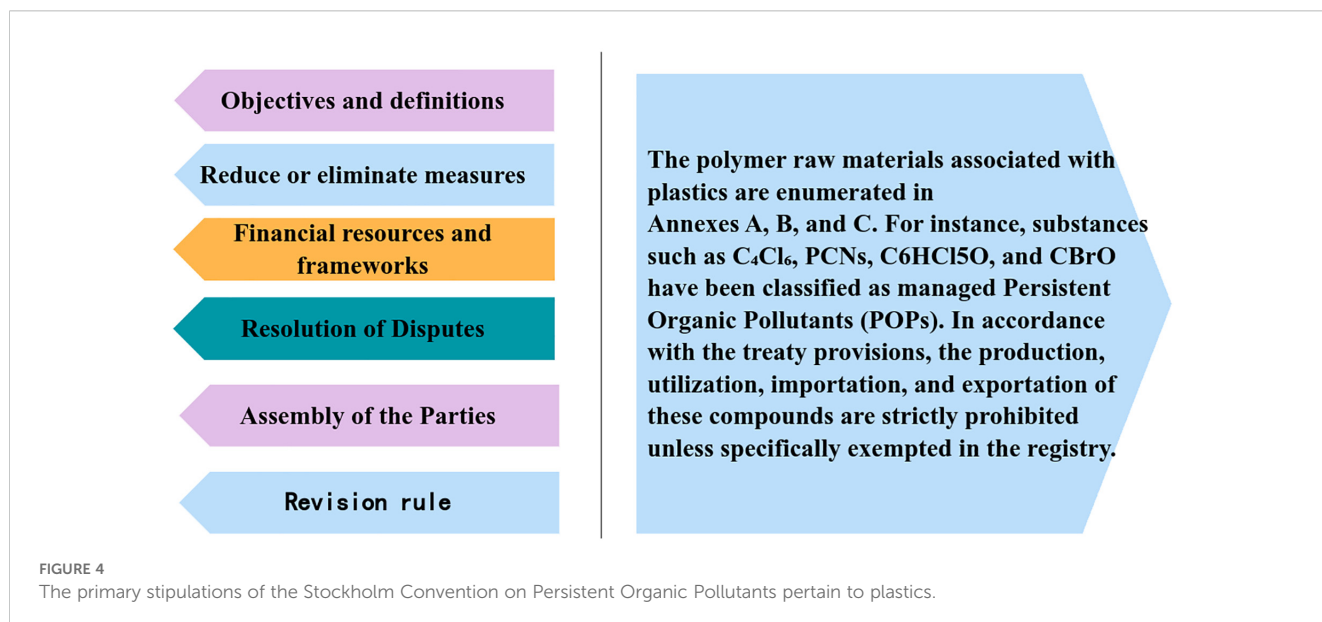 Objectives and definitions
Reduce or eliminate measures
Financial resources and
frameworks
Resolution of Disputes
Assembly of the Parties
Revision rule
The polymer raw materials associated with
plastics are enumerated in
Annexes A, B, and C. For instance, substances
such as C₄Cl₆, PCNs, C6HCl5O, and CBrO
have been classified as managed Persistent
Organic Pollutants (POPs). In accordance
with the treaty provisions, the production,
utilization, importation, and exportation of
these compounds are strictly prohibited
unless specifically exempted in the registry.
FIGURE 4
The primary stipulations of the Stockholm Convention on Persistent Organic Pollutants pertain to plastics.